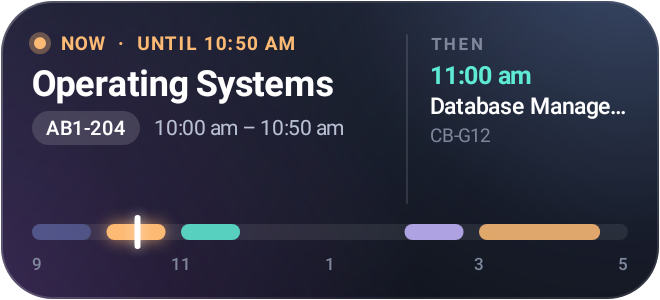 NOW · UNTIL 10:50 AM
Operating Systems
AB1-204 10:00 am – 10:50 am
THEN
11:00 am
Database Manage...
CB-G12
9 11 1 3 5